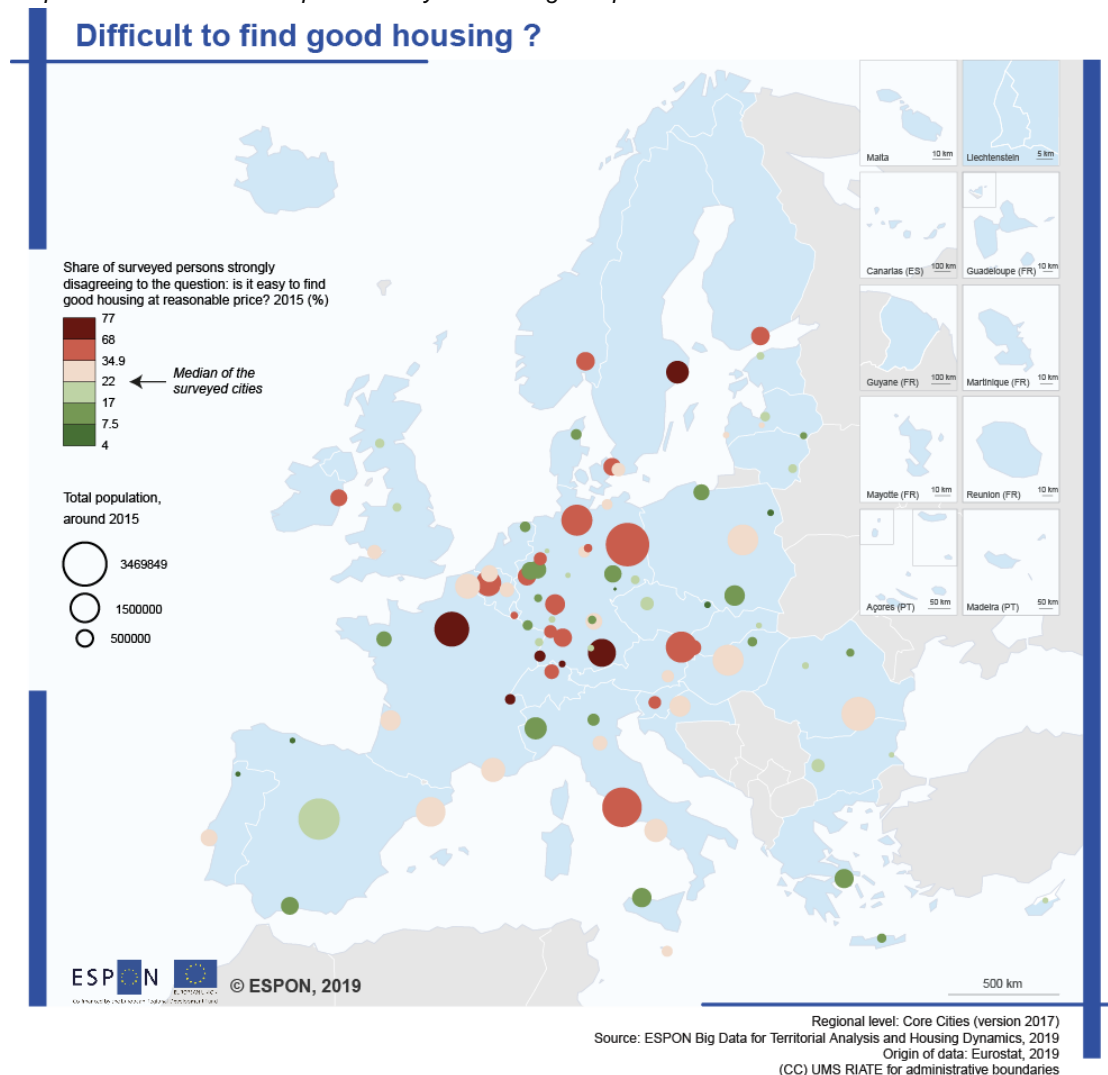 Difficult to find good housing ?
Malta
10 km
Liechtenstein
5 km
Canarias (ES)
100 km
Guadeloupe (FR)
10 km
Guyane (FR)
100 km
Martinique (FR)
10 km
Mayotte (FR)
10 km
Reunion (FR)
10 km
Açores (PT)
50 km
Madeira (PT)
50 km
Share of surveyed persons strongly
disagreeing to the question: is it easy to find
good housing at reasonable price? 2015 (%)
77
68
34.9
22
17
7.5
4
Median of the
surveyed cities
Total population,
around 2015
3469849
1500000
500000
ESPON
© ESPON, 2019
500 km
Regional level: Core Cities (version 2017)
Source: ESPON Big Data for Territorial Analysis and Housing Dynamics, 2019
Origin of data: Eurostat, 2019
(CC) UMS RIATE for administrative boundaries